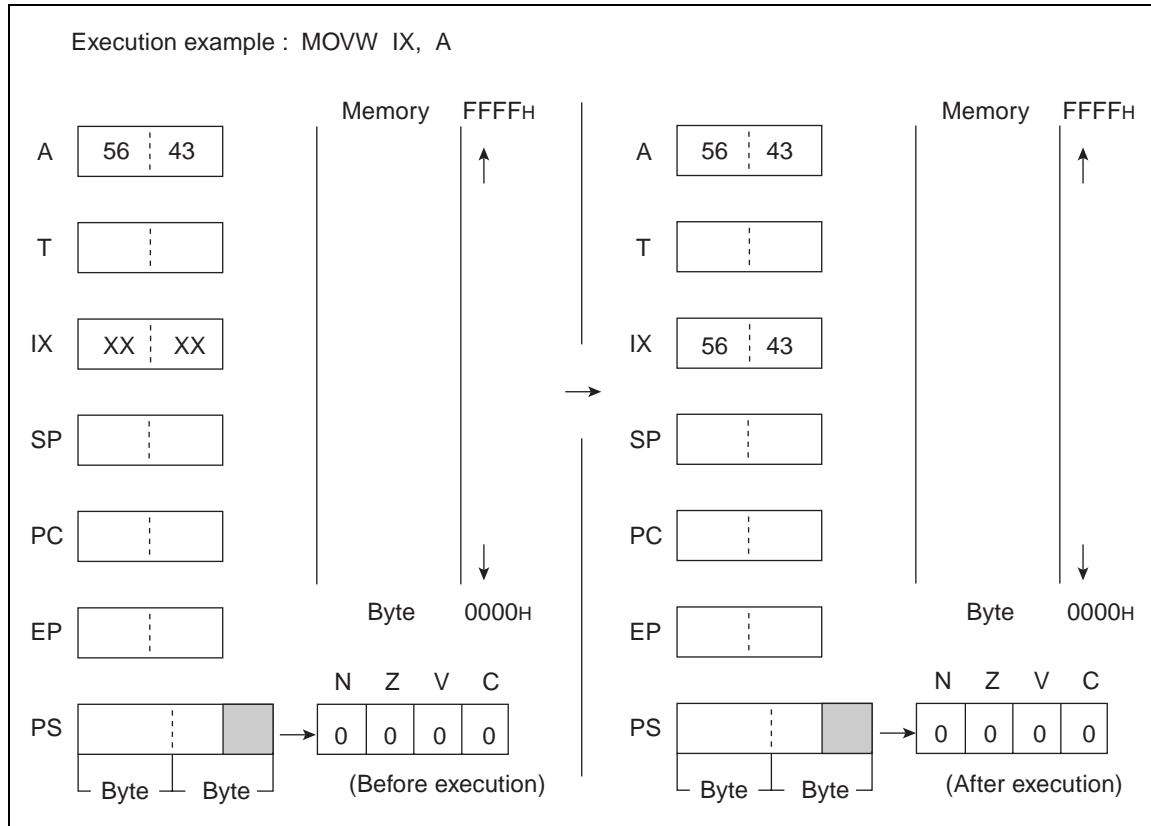 Execution example : MOVW IX, A
Memory FFFFH
A 56 43
T
IX XX XX
SP
PC
EP
Byte 0000H
N Z V C
PS 0 0 0 0
Byte Byte (Before execution)
Memory FFFFH
A 56 43
T
IX 56 43
SP
PC
EP
Byte 0000H
N Z V C
PS 0 0 0 0
Byte Byte (After execution)